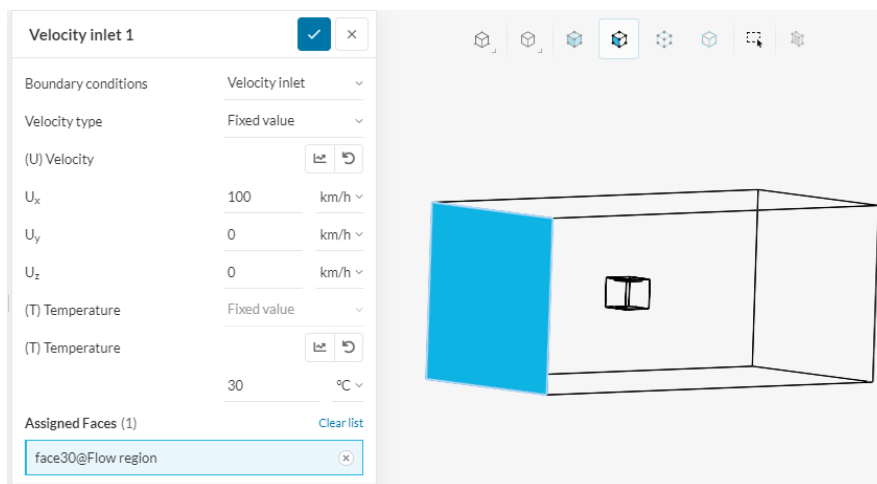 Velocity inlet 1
Boundary conditions Velocity inlet
Velocity type Fixed value
(U) Velocity
Ux 100 km/h
Uy 0 km/h
Uz 0 km/h
(T) Temperature Fixed value
(T) Temperature
30 °C
Assigned Faces (1) Clear list
face30@Flow region